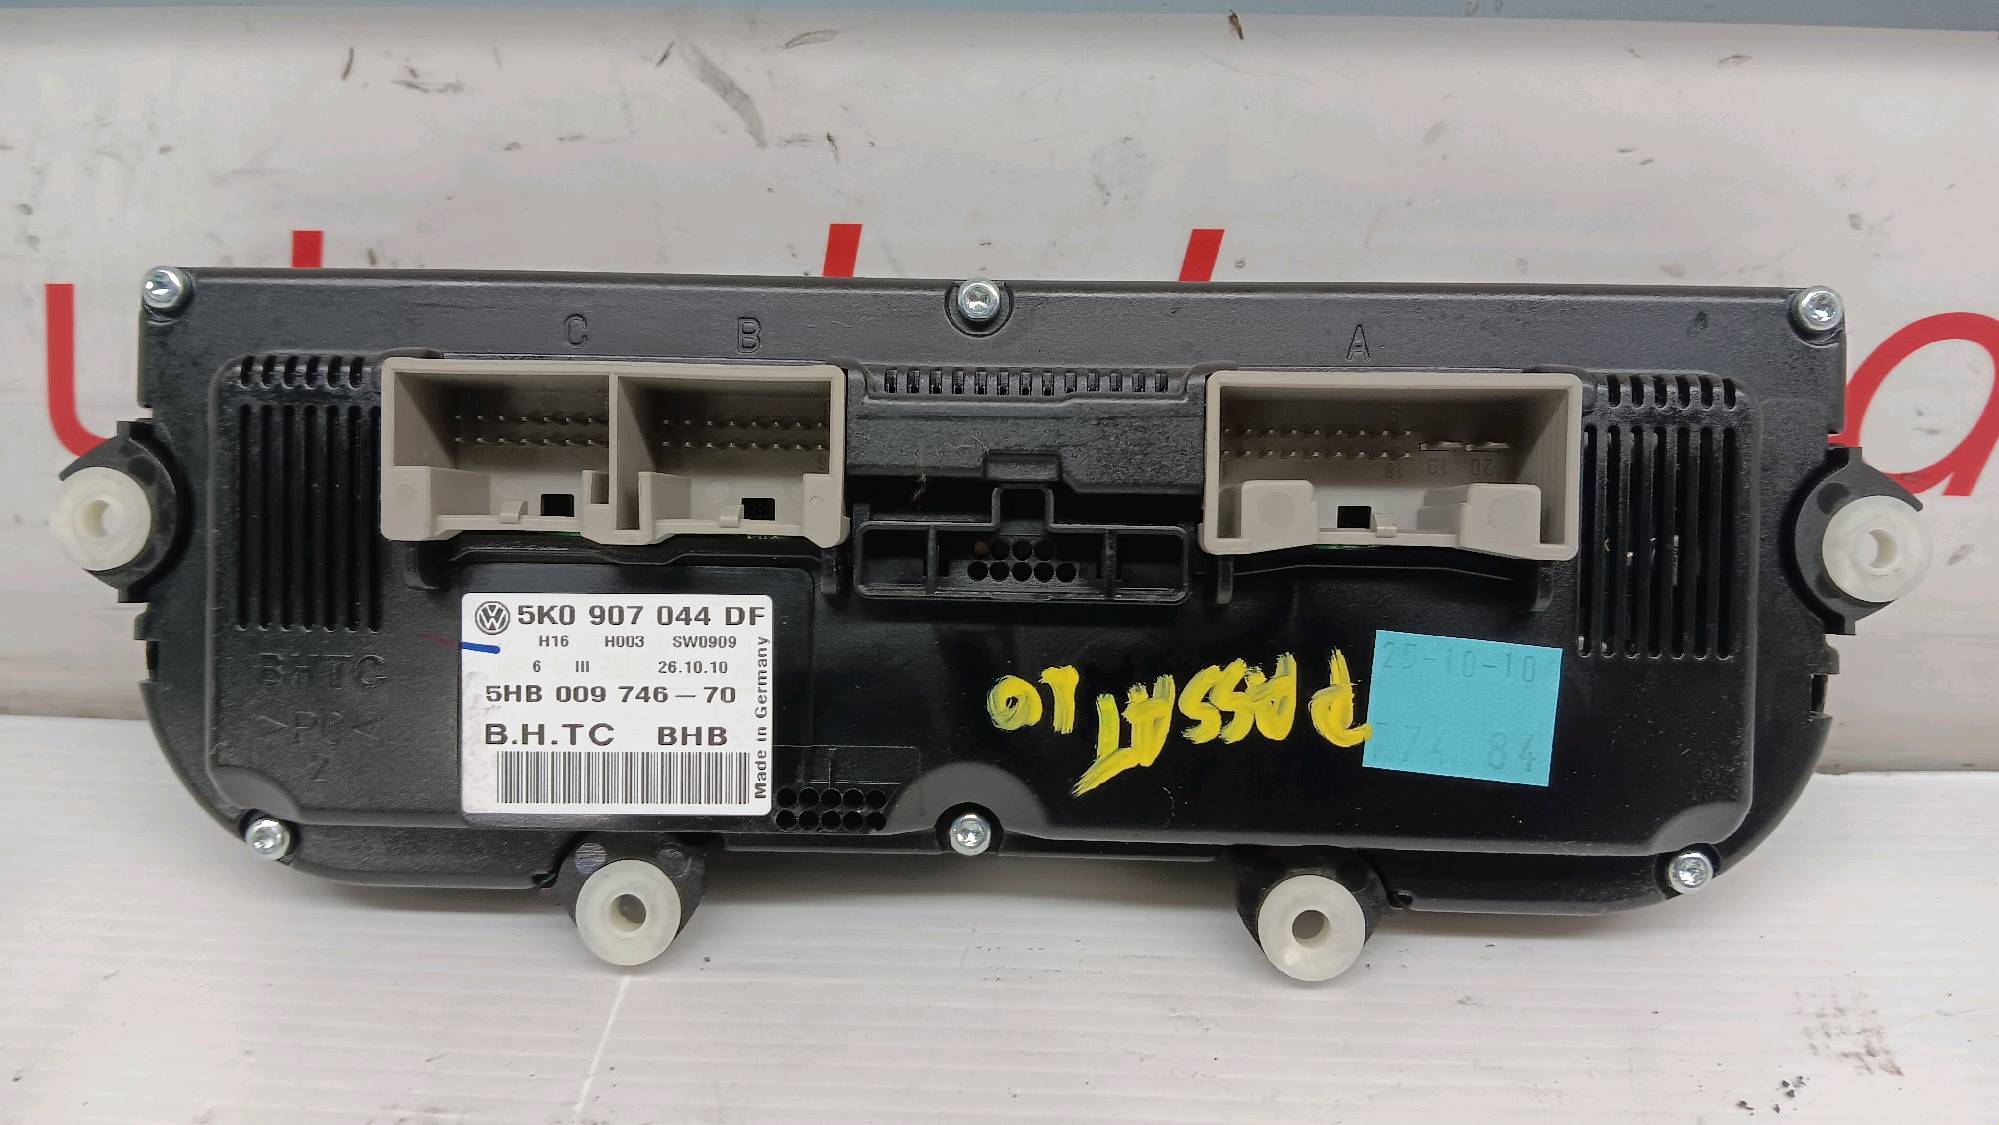 C B A
18 19 20
5K0 907 044 DF
H16 H003 SW0909
6 III 26.10.10
5HB 009 746-70
B.H.TC BHB
Made in Germany
BHTC
2
PASSAT 10
25-10-10
74 84